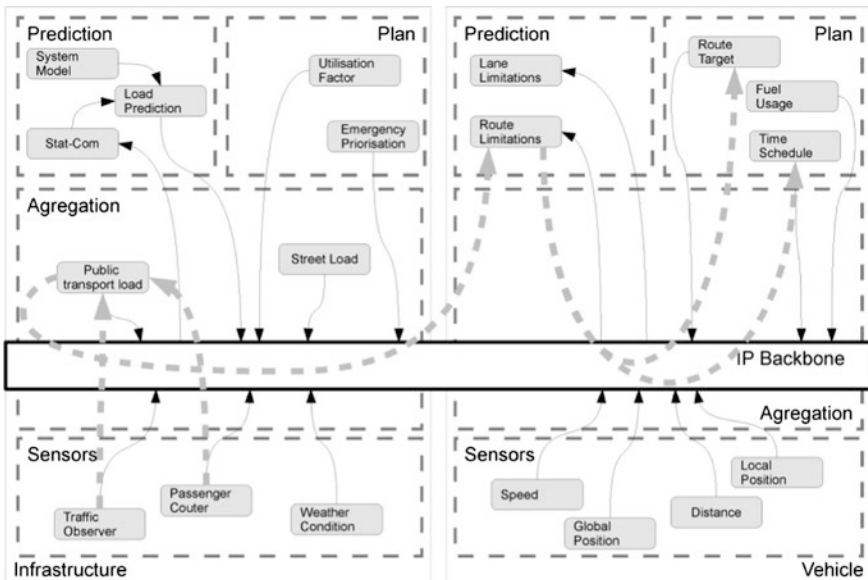 Prediction
System
Model
Load
Prediction
Stat-Com
Plan
Utilisation
Factor
Emergency
Priorisation
Agregation
Public
transport load
Street Load
Sensors
Traffic
Observer
Passenger
Couter
Weather
Condition
Infrastructure
Prediction
Lane
Limitations
Route
Limitations
Plan
Route
Target
Fuel
Usage
Time
Schedule
IP Backbone
Agregation
Sensors
Speed
Global
Position
Distance
Local
Position
Vehicle